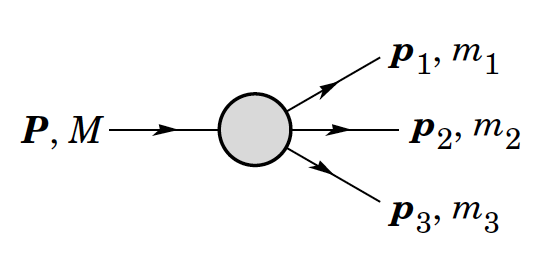 p₁, m₁
P, M
p₂, m₂
p₃, m₃